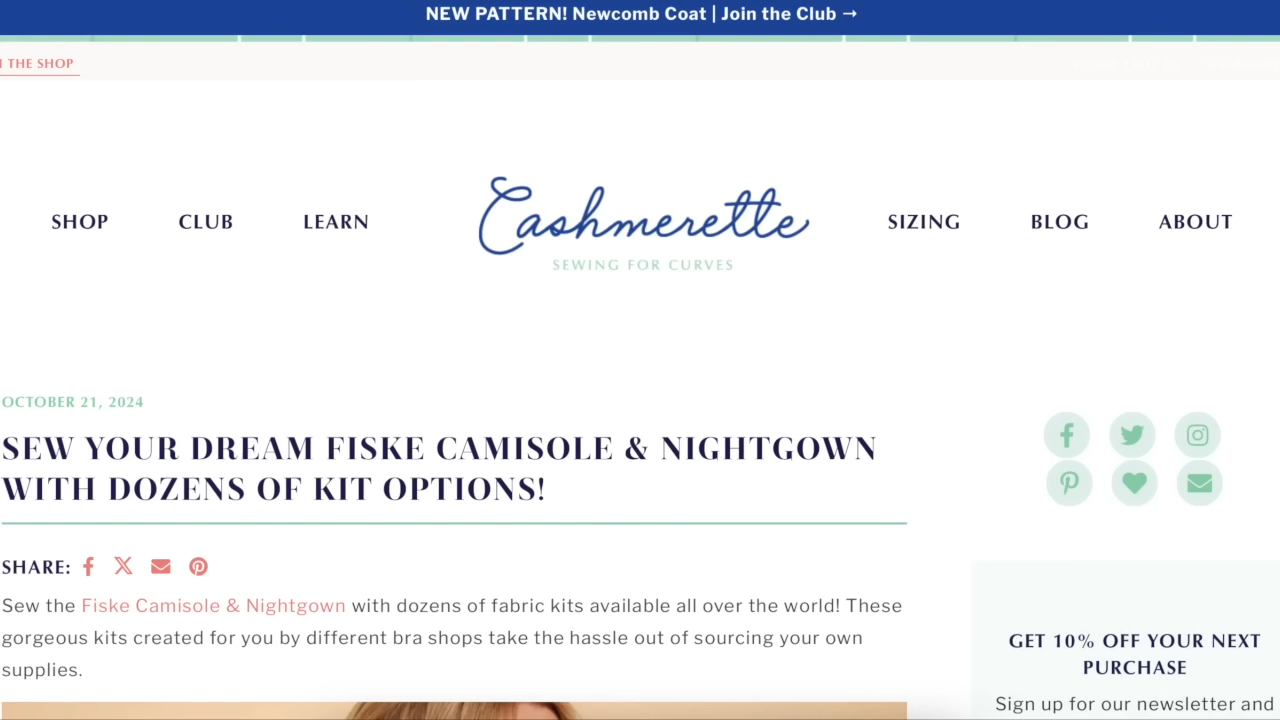 NEW PATTERN! Newcomb Coat | Join the Club →
THE SHOP
SHOP
CLUB
LEARN
Cashmerette
SEWING FOR CURVES
SIZING
BLOG
ABOUT
OCTOBER 21, 2024
SEW YOUR DREAM FISKE CAMISOLE & NIGHTGOWN
WITH DOZENS OF KIT OPTIONS!
SHARE:
Sew the Fiske Camisole & Nightgown with dozens of fabric kits available all over the world! These
gorgeous kits created for you by different bra shops take the hassle out of sourcing your own
supplies.
GET 10% OFF YOUR NEXT
PURCHASE
Sign up for our newsletter and